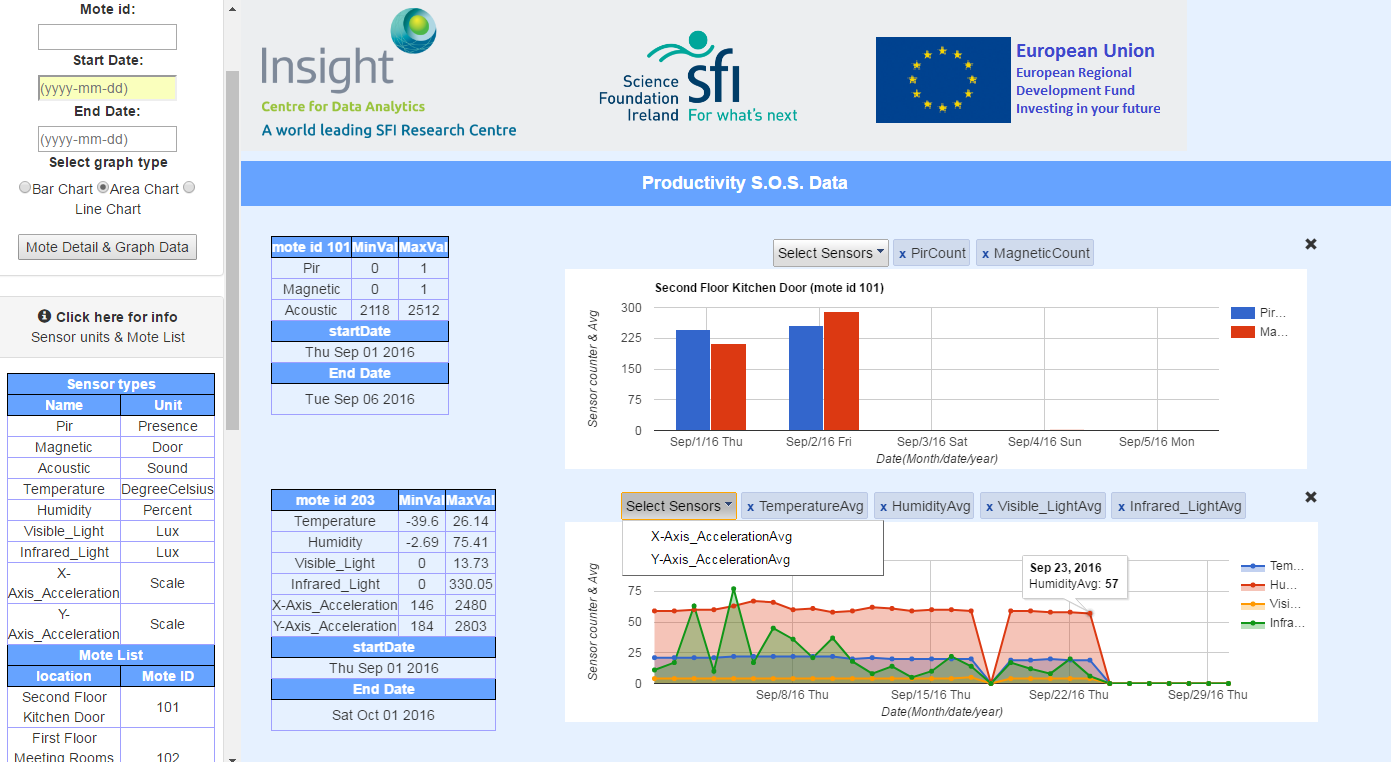 Mote id:
Start Date:
(yyyy-mm-dd)
End Date:
(yyyy-mm-dd)
Select graph type
Bar Chart Area Chart
Line Chart
Mote Detail & Graph Data
Click here for info
Sensor units & Mote List
Sensor types
Name Unit
Pir Presence
Magnetic Door
Acoustic Sound
Temperature DegreeCelsius
Humidity Percent
Visible_Light Lux
Infrared_Light Lux
X-
Axis_Acceleration Scale
Y-
Axis_Acceleration Scale
Mote List
location Mote ID
Second Floor
Kitchen Door 101
First Floor
Meeting Rooms 102
Insight
Centre for Data Analytics
A world leading SFI Research Centre
Science
Foundation
Ireland
sfi
For what's next
European Union
European Regional
Development Fund
Investing in your future
Productivity S.O.S. Data
mote id 101 MinVal MaxVal
Pir 0 1
Magnetic 0 1
Acoustic 2118 2512
startDate
Thu Sep 01 2016
End Date
Tue Sep 06 2016
Select Sensors x PirCount x MagneticCount
Second Floor Kitchen Door (mote id 101)
Sensor counter & Avg
300
225
150
75
0
Sep/1/16 Thu Sep/2/16 Fri Sep/3/16 Sat Sep/4/16 Sun Sep/5/16 Mon
Date(Month/date/year)
Pir...
Ma...
mote id 203 MinVal MaxVal
Temperature -39.6 26.14
Humidity -2.69 75.41
Visible_Light 0 13.73
Infrared_Light 0 330.05
X-Axis_Acceleration 146 2480
Y-Axis_Acceleration 184 2803
startDate
Thu Sep 01 2016
End Date
Sat Oct 01 2016
Select Sensors x TemperatureAvg x HumidityAvg x Visible_LightAvg x Infrared_LightAvg
X-Axis_AccelerationAvg
Y-Axis_AccelerationAvg
Sensor counter & Avg
75
50
25
0
Sep 23, 2016
HumidityAvg: 57
Sep/8/16 Thu Sep/15/16 Thu Sep/22/16 Thu Sep/29/16 Thu
Date(Month/date/year)
Tem...
Hu...
Visi...
Infra...